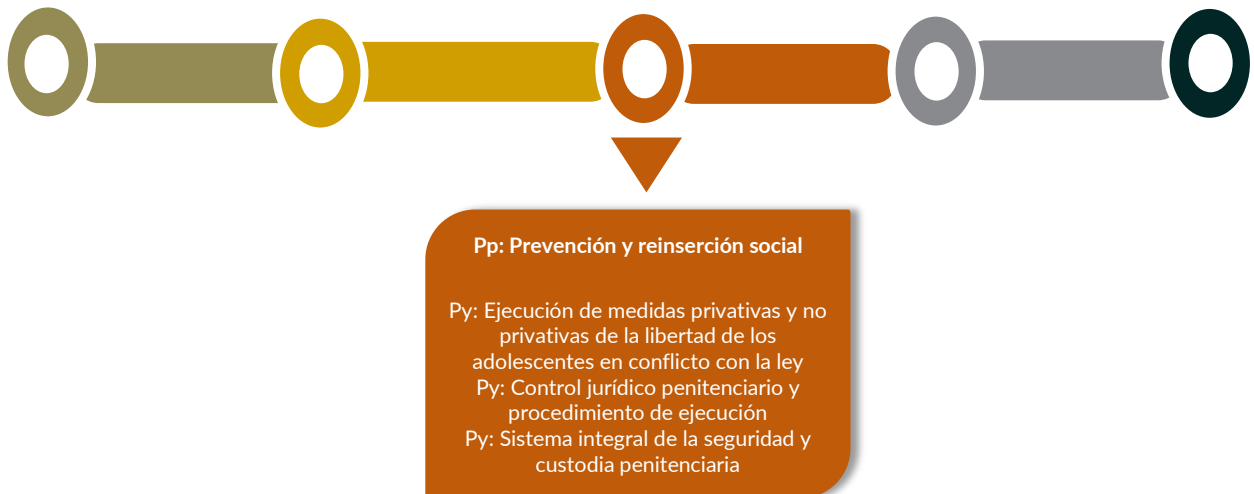 Pp: Prevención y reinserción social
Py: Ejecución de medidas privativas y no
privativas de la libertad de los
adolescentes en conflicto con la ley
Py: Control jurídico penitenciario y
procedimiento de ejecución
Py: Sistema integral de la seguridad y
custodia penitenciaria